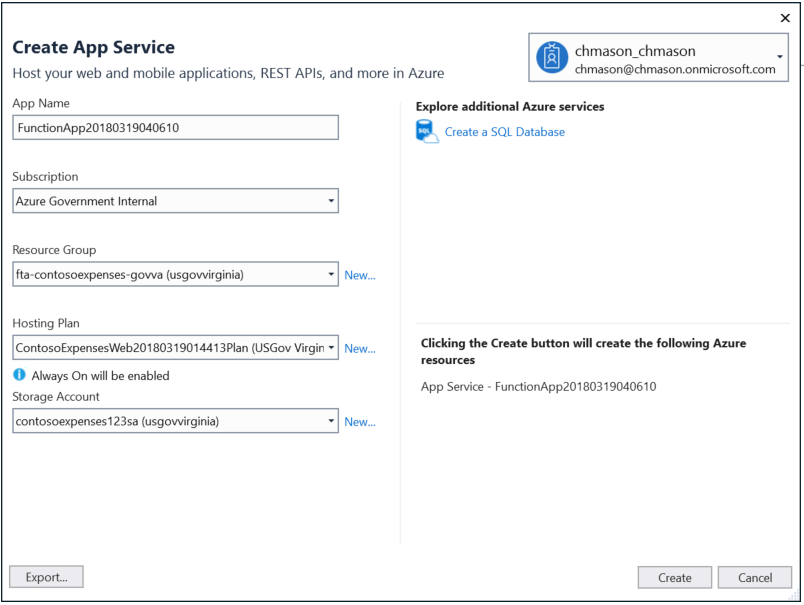 Create App Service
Host your web and mobile applications, REST APIs, and more in Azure
chmason_chmason
chmason@chmason.onmicrosoft.com
App Name
FunctionApp20180319040610
Subscription
Azure Government Internal
Resource Group
fta-contosoexpenses-govva (usgovvirginia)
New...
Hosting Plan
ContosoExpensesWeb20180319014413Plan (USGov Virgin
New...
Always On will be enabled
Storage Account
contosoexpenses123sa (usgovvirginia)
New...
Explore additional Azure services
SQL
Create a SQL Database
Clicking the Create button will create the following Azure
resources
App Service - FunctionApp20180319040610
Export...
Create
Cancel